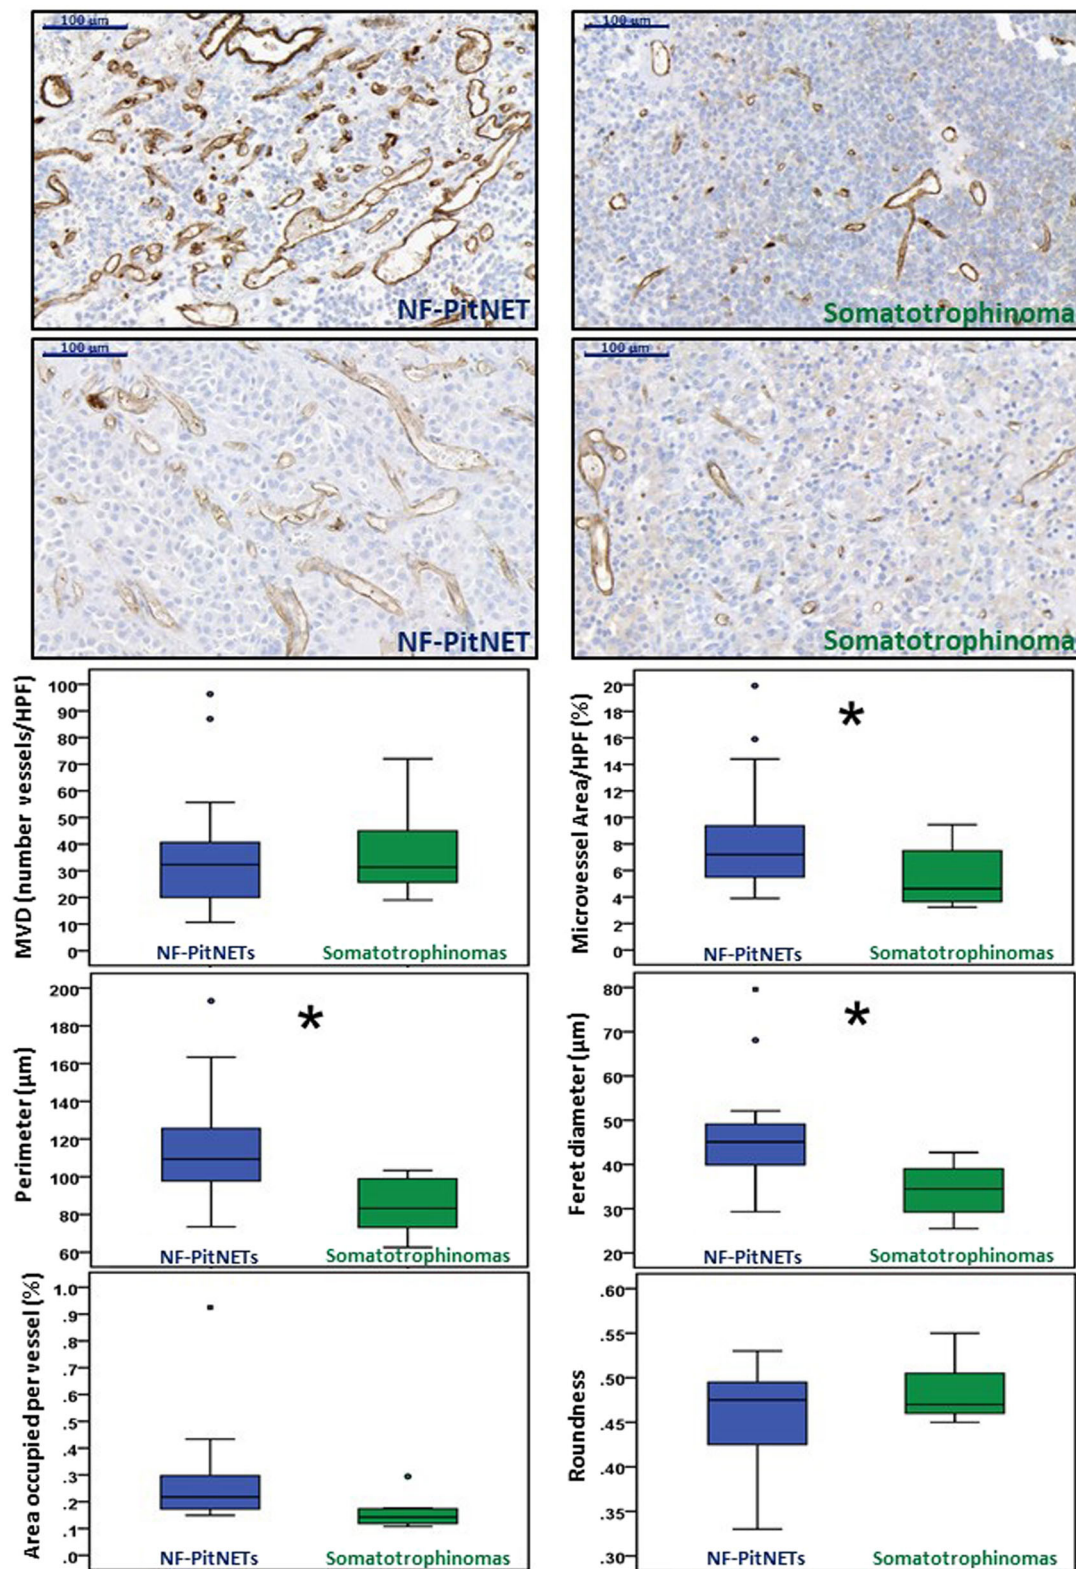 100 µm
100 µm
NF-PitNET
Somatotrophinoma
100 µm
100 µm
NF-PitNET
Somatotrophinoma
MVD (number vessels/HPF)
100
90
80
70
60
50
40
30
20
10
0
NF-PitNETs
Somatotrophinomas
Microvessel Area/HPF (%)
20
18
16
14
12
10
8
6
4
2
0
*
NF-PitNETs
Somatotrophinomas
Perimeter (µm)
200
180
160
140
120
100
80
60
*
NF-PitNETs
Somatotrophinomas
Feret diameter (µm)
80
70
60
50
40
30
20
*
NF-PitNETs
Somatotrophinomas
Area occupied per vessel (%)
1.0
.9
.8
.7
.6
.5
.4
.3
.2
.1
.0
NF-PitNETs
Somatotrophinomas
Roundness
.60
.55
.50
.45
.40
.35
.30
NF-PitNETs
Somatotrophinomas